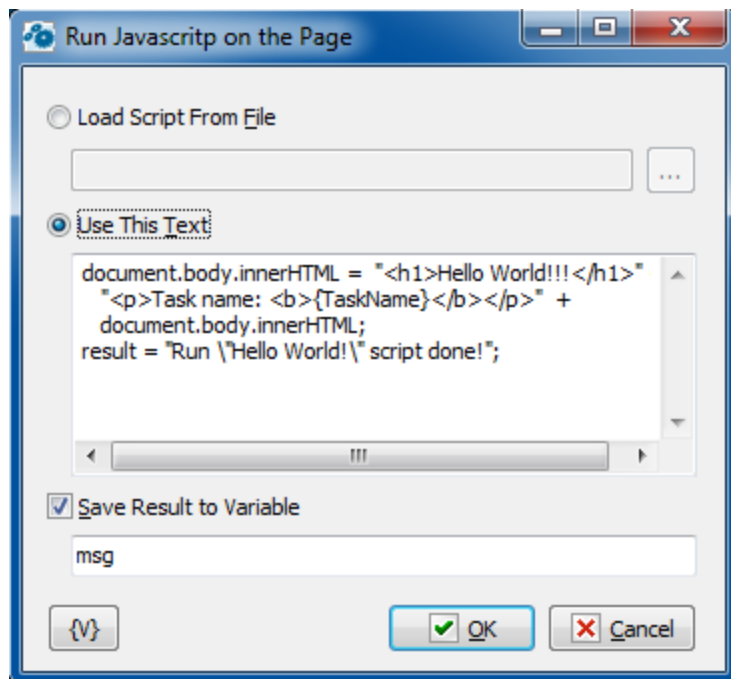 Run Javascritp on the Page
Load Script From File
...
Use This Text
document.body.innerHTML = "<h1>Hello World!!!</h1>"
"<p>Task name: <b>{TaskName}</b></p>" +
document.body.innerHTML;
result = "Run \"Hello World!\" script done!";
Save Result to Variable
msg
{V}
OK
Cancel